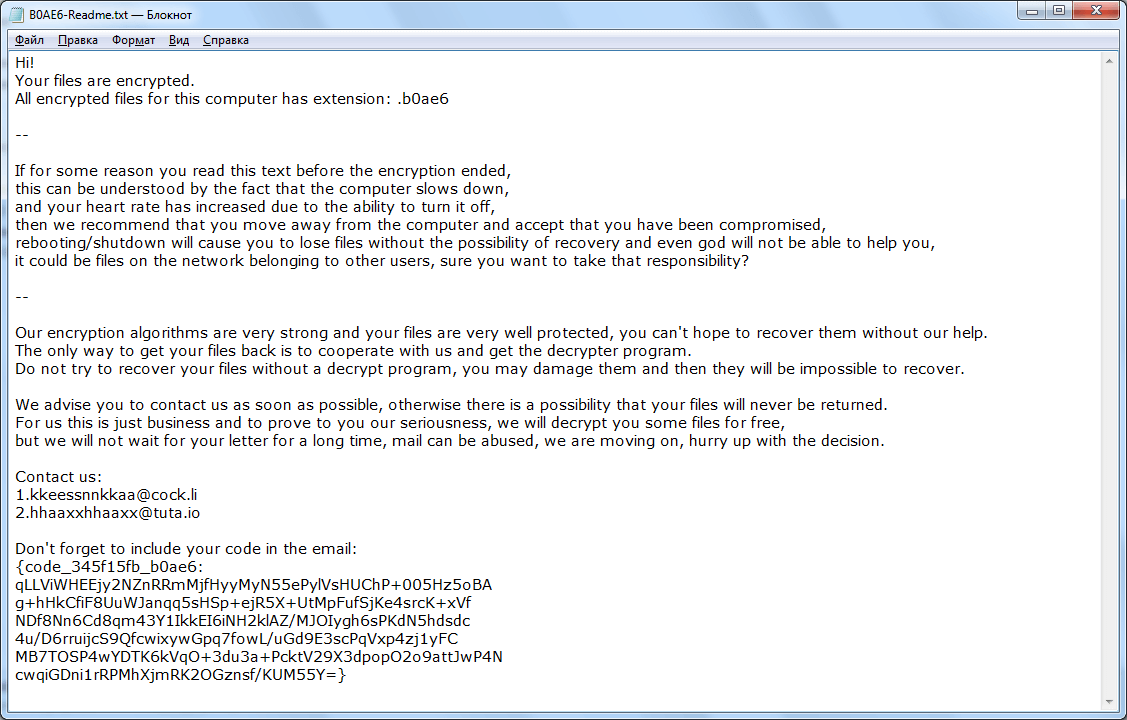 B0AE6-Readme.txt — Блокнот
Файл Правка Формат Вид Справка
Hi!
Your files are encrypted.
All encrypted files for this computer has extension: .b0ae6
--
If for some reason you read this text before the encryption ended,
this can be understood by the fact that the computer slows down,
and your heart rate has increased due to the ability to turn it off,
then we recommend that you move away from the computer and accept that you have been compromised,
rebooting/shutdown will cause you to lose files without the possibility of recovery and even god will not be able to help you,
it could be files on the network belonging to other users, sure you want to take that responsibility?
--
Our encryption algorithms are very strong and your files are very well protected, you can't hope to recover them without our help.
The only way to get your files back is to cooperate with us and get the decrypter program.
Do not try to recover your files without a decrypt program, you may damage them and then they will be impossible to recover.
We advise you to contact us as soon as possible, otherwise there is a possibility that your files will never be returned.
For us this is just business and to prove to you our seriousness, we will decrypt you some files for free,
but we will not wait for your letter for a long time, mail can be abused, we are moving on, hurry up with the decision.
Contact us:
1.kkeessnnkkaa@cock.li
2.hhaaxxhhaaxx@tuta.io
Don't forget to include your code in the email:
{code_345f15fb_b0ae6:
qLLViWHEEjy2NZnRRmMjfHyyMyN55ePylVsHUChP+005Hz5oBA
g+hHkCfiF8UuWJanqq5sHSp+ejR5X+UtMpFufSjKe4srcK+xVf
NDf8Nn6Cd8qm43Y1IkkEI6iNH2klAZ/MJOIygh6sPKdN5hdsdc
4u/D6rruijcS9QfcwixywGpq7fowL/uGd9E3scPqVxp4zj1yFC
MB7TOSP4wYDTK6kVqO+3du3a+PcktV29X3dpopO2o9attJwP4N
cwqiGDni1rRPMhXjmRK2OGznsf/KUM55Y=}